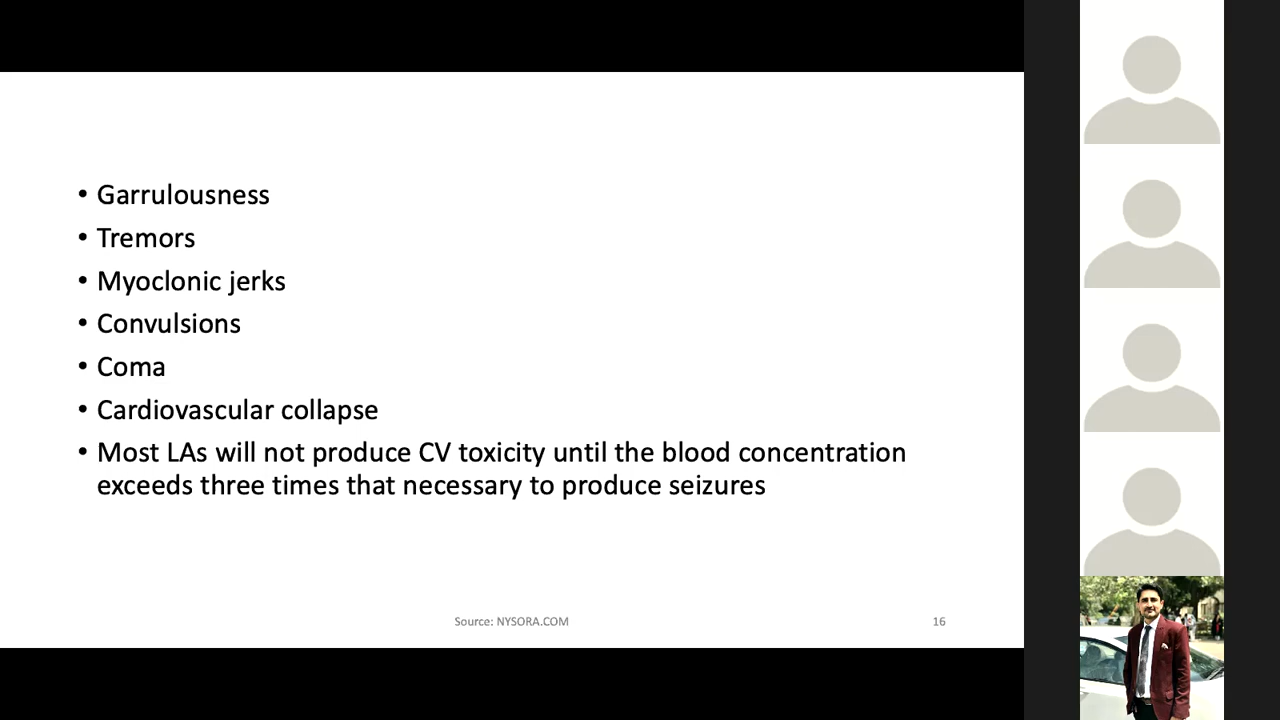 • Garrulousness
• Tremors
• Myoclonic jerks
• Convulsions
• Coma
• Cardiovascular collapse
• Most LAs will not produce CV toxicity until the blood concentration
exceeds three times that necessary to produce seizures
Source: NYSORA.COM
16